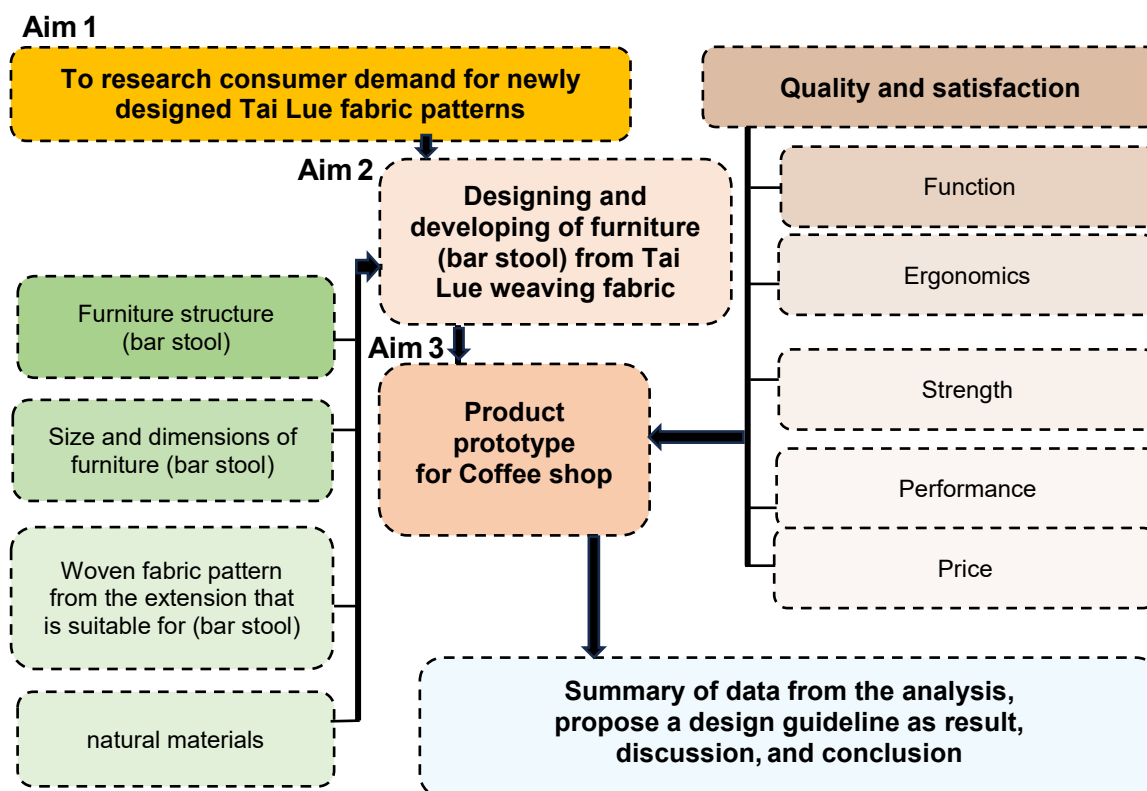 Aim 1
To research consumer demand for newly
designed Tai Lue fabric patterns
Aim 2
Designing and
developing of furniture
(bar stool) from Tai
Lue weaving fabric
Furniture structure
(bar stool)
Size and dimensions of
furniture (bar stool)
Woven fabric pattern
from the extension that
is suitable for (bar stool)
natural materials
Aim 3
Product
prototype
for Coffee shop
Quality and satisfaction
Function
Ergonomics
Strength
Performance
Price
Summary of data from the analysis,
propose a design guideline as result,
discussion, and conclusion